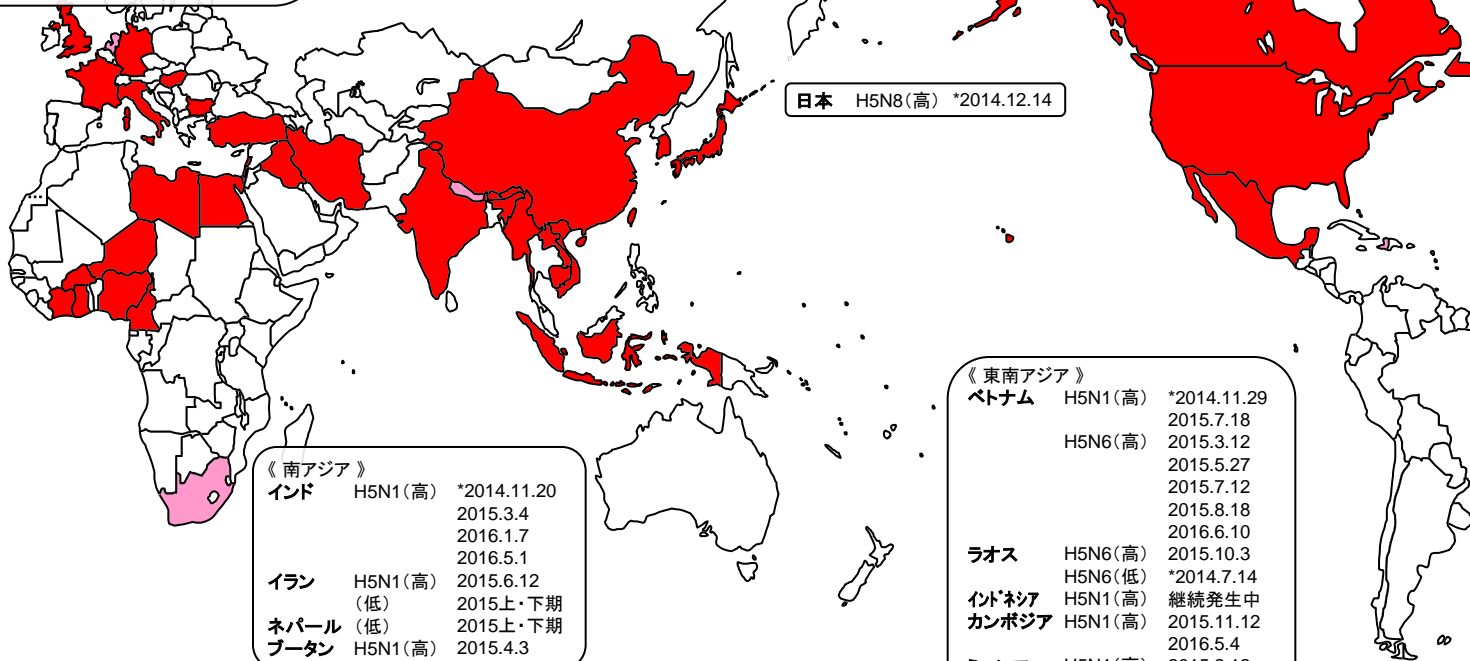 日本 H5N8(高) *2014.12.14
《 南アジア 》
インド H5N1(高) *2014.11.20
2015.3.4
2016.1.7
2016.5.1
イラン H5N1(高) 2015.6.12
(低) 2015上・下期
ネパール (低) 2015上・下期
ブータン H5N1(高) 2015.4.3
《 東南アジア 》
ベトナム H5N1(高) *2014.11.29
2015.7.18
H5N6(高) 2015.3.12
2015.5.27
2015.7.12
2015.8.18
2016.6.10
ラオス H5N6(高) 2015.10.3
H5N6(低) *2014.7.14
インドネシア H5N1(高) 継続発生中
カンボジア H5N1(高) 2015.11.12
2016.5.4